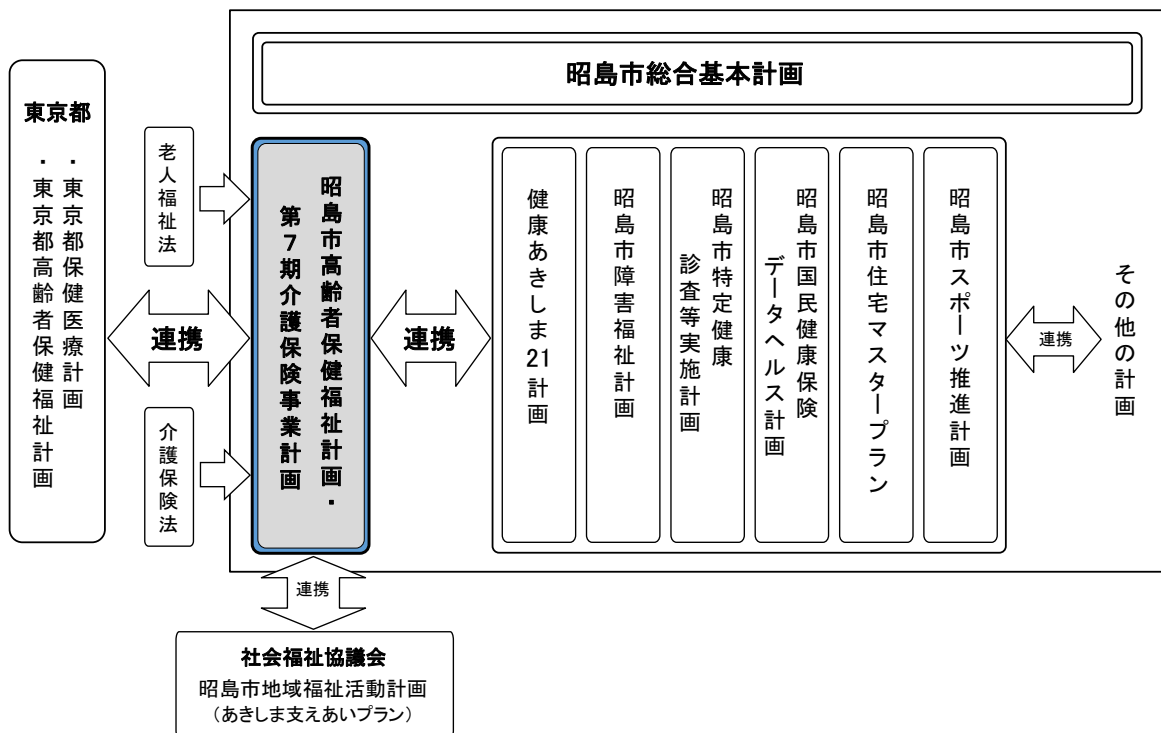 昭島市総合基本計画
東京都
・東京都保健医療計画
・東京都高齢者保健福祉計画
老人福祉法
連携
介護保険法
昭島市高齢者保健福祉計画・
第7期介護保険事業計画
連携
健康あきしま21計画
昭島市障害福祉計画
昭島市特定健康
診査等実施計画
昭島市国民健康保険
データヘルス計画
昭島市住宅マスタープラン
昭島市スポーツ推進計画
連携
その他の計画
連携
社会福祉協議会
昭島市地域福祉活動計画
（あきしま支えあいプラン）